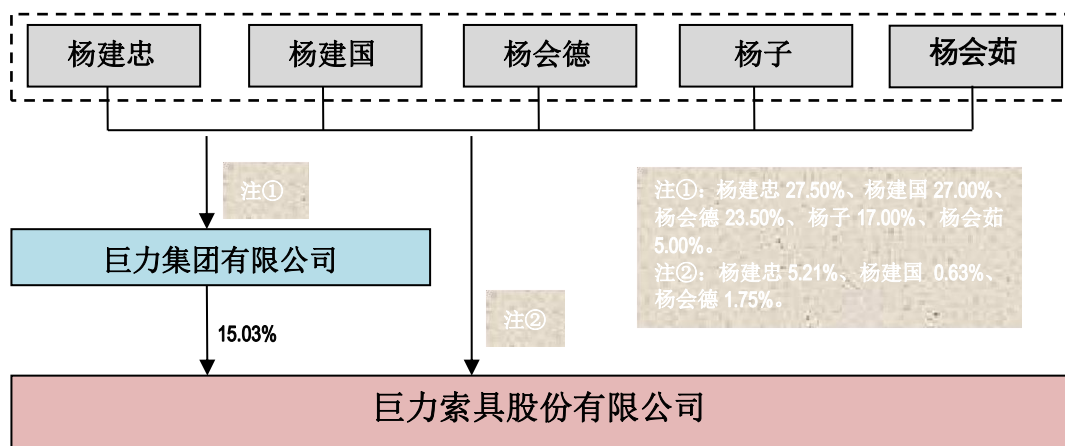 杨建忠
杨建国
杨会德
杨子
杨会茹
注①
注①：杨建忠 27.50%、杨建国 27.00%、
杨会德 23.50%、杨子 17.00%、杨会茹
5.00%。
注②：杨建忠 5.21%、杨建国 0.63%、
杨会德 1.75%。
巨力集团有限公司
15.03%
注②
巨力索具股份有限公司